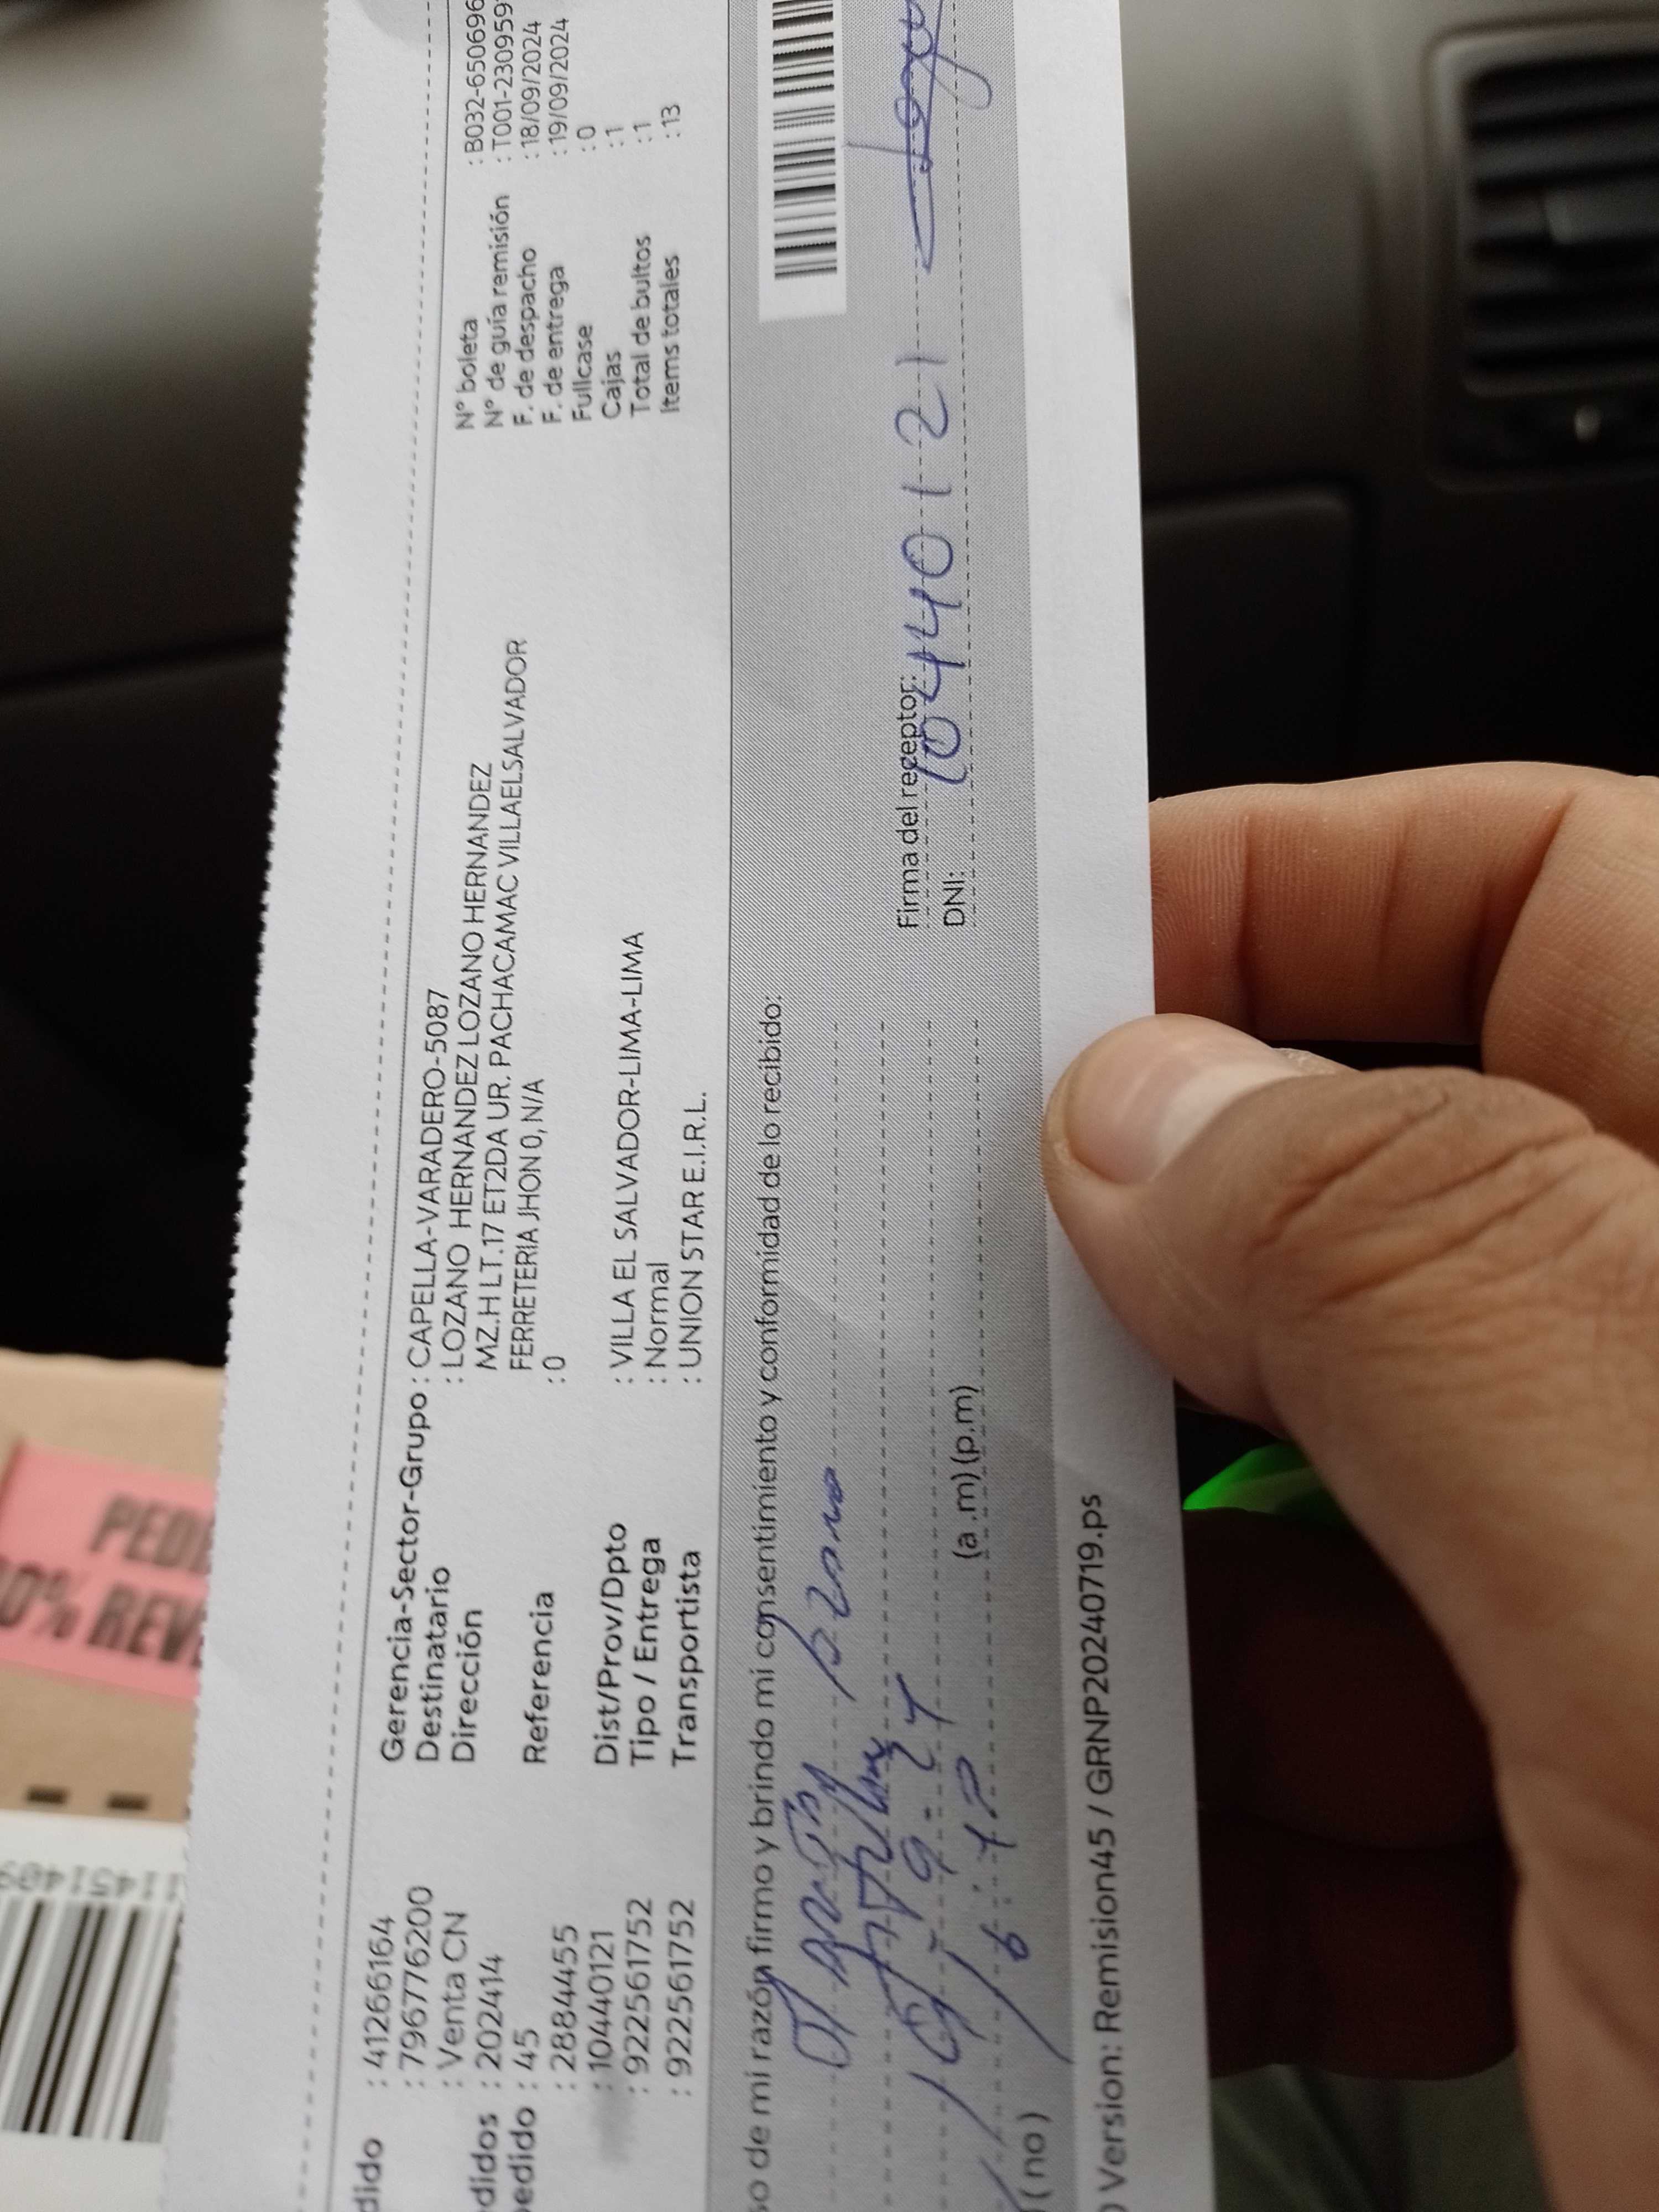 dido : 41266164
: 796776200
: Venta CN
didos : 202414
pedido : 45
: 2884455
: 10440121
: 922561752
: 922561752
Gerencia-Sector-Grupo : CAPELLA-VARADERO-5087
Destinatario : LOZANO HERNANDEZ LOZANO HERNANDEZ
Dirección MZ.H LT.17 ET2DA UR. PACHACAMAC VILLAELSALVADOR
FERRETERIA JHON 0, N/A
Referencia : 0
Dist/Prov/Dpto : VILLA EL SALVADOR-LIMA-LIMA
Tipo / Entrega : Normal
Transportista : UNION STAR E.I.R.L.
N° boleta : B032-650696
N° de guía remisión : T001-230959
F. de despacho : 18/09/2024
F. de entrega : 19/09/2024
Fullcase : 0
Cajas : 1
Total de bultos : 1
Items totales : 13
so de mi razón firmo y brindo mi consentimiento y conformidad de lo recibido:
Firma del receptor:
DNI: 10440121
(a .m) (p.m)
( no )
) Version: Remision45 / GRNP20240719.ps
PEDI
0% REV